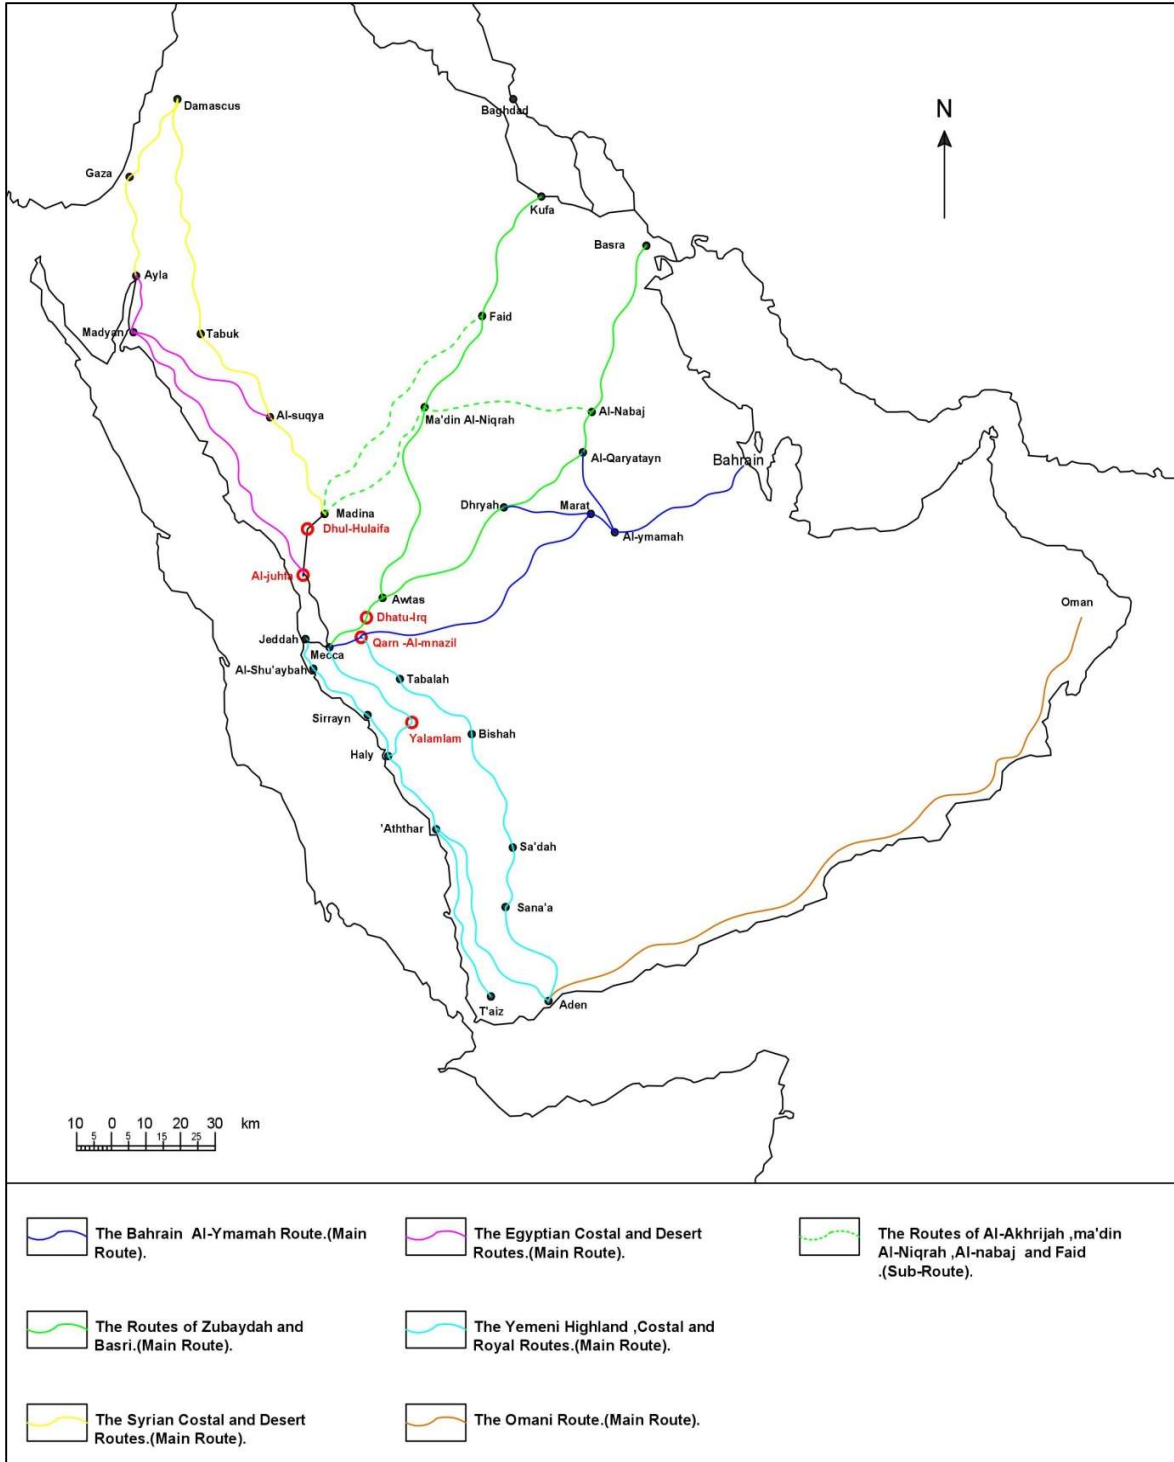 N
Damascus
Baghdad
Gaza
Kufa
Basra
Ayla
Faid
Madyan
Tabuk
Al-suqya
Ma'din Al-Niqrah
Al-Nabaj
Al-Qaryatayn
Bahrain
Madina
Dhryah
Marat
Dhul-Hulaifa
Al-ymamah
Al-juhfa
Awtas
Oman
Dhatu-Irq
Jeddah
Qarn -Al-mnazil
Mecca
Al-Shu'aybah
Tabalah
Sirrayn
Yalamlam
Bishah
Haly
'Aththar
Sa'dah
Sana'a
T'aiz
Aden
10 0 10 20 30 km
5 5 15 25
The Bahrain Al-Ymamah Route.(Main
Route).
The Egyptian Costal and Desert
Routes.(Main Route).
The Routes of Al-Akhrijah ,ma'din
Al-Niqrah ,Al-nabaj and Faid
.(Sub-Route).
The Routes of Zubaydah and
Basri.(Main Route).
The Yemeni Highland ,Costal and
Royal Routes.(Main Route).
The Syrian Costal and Desert
Routes.(Main Route).
The Omani Route.(Main Route).